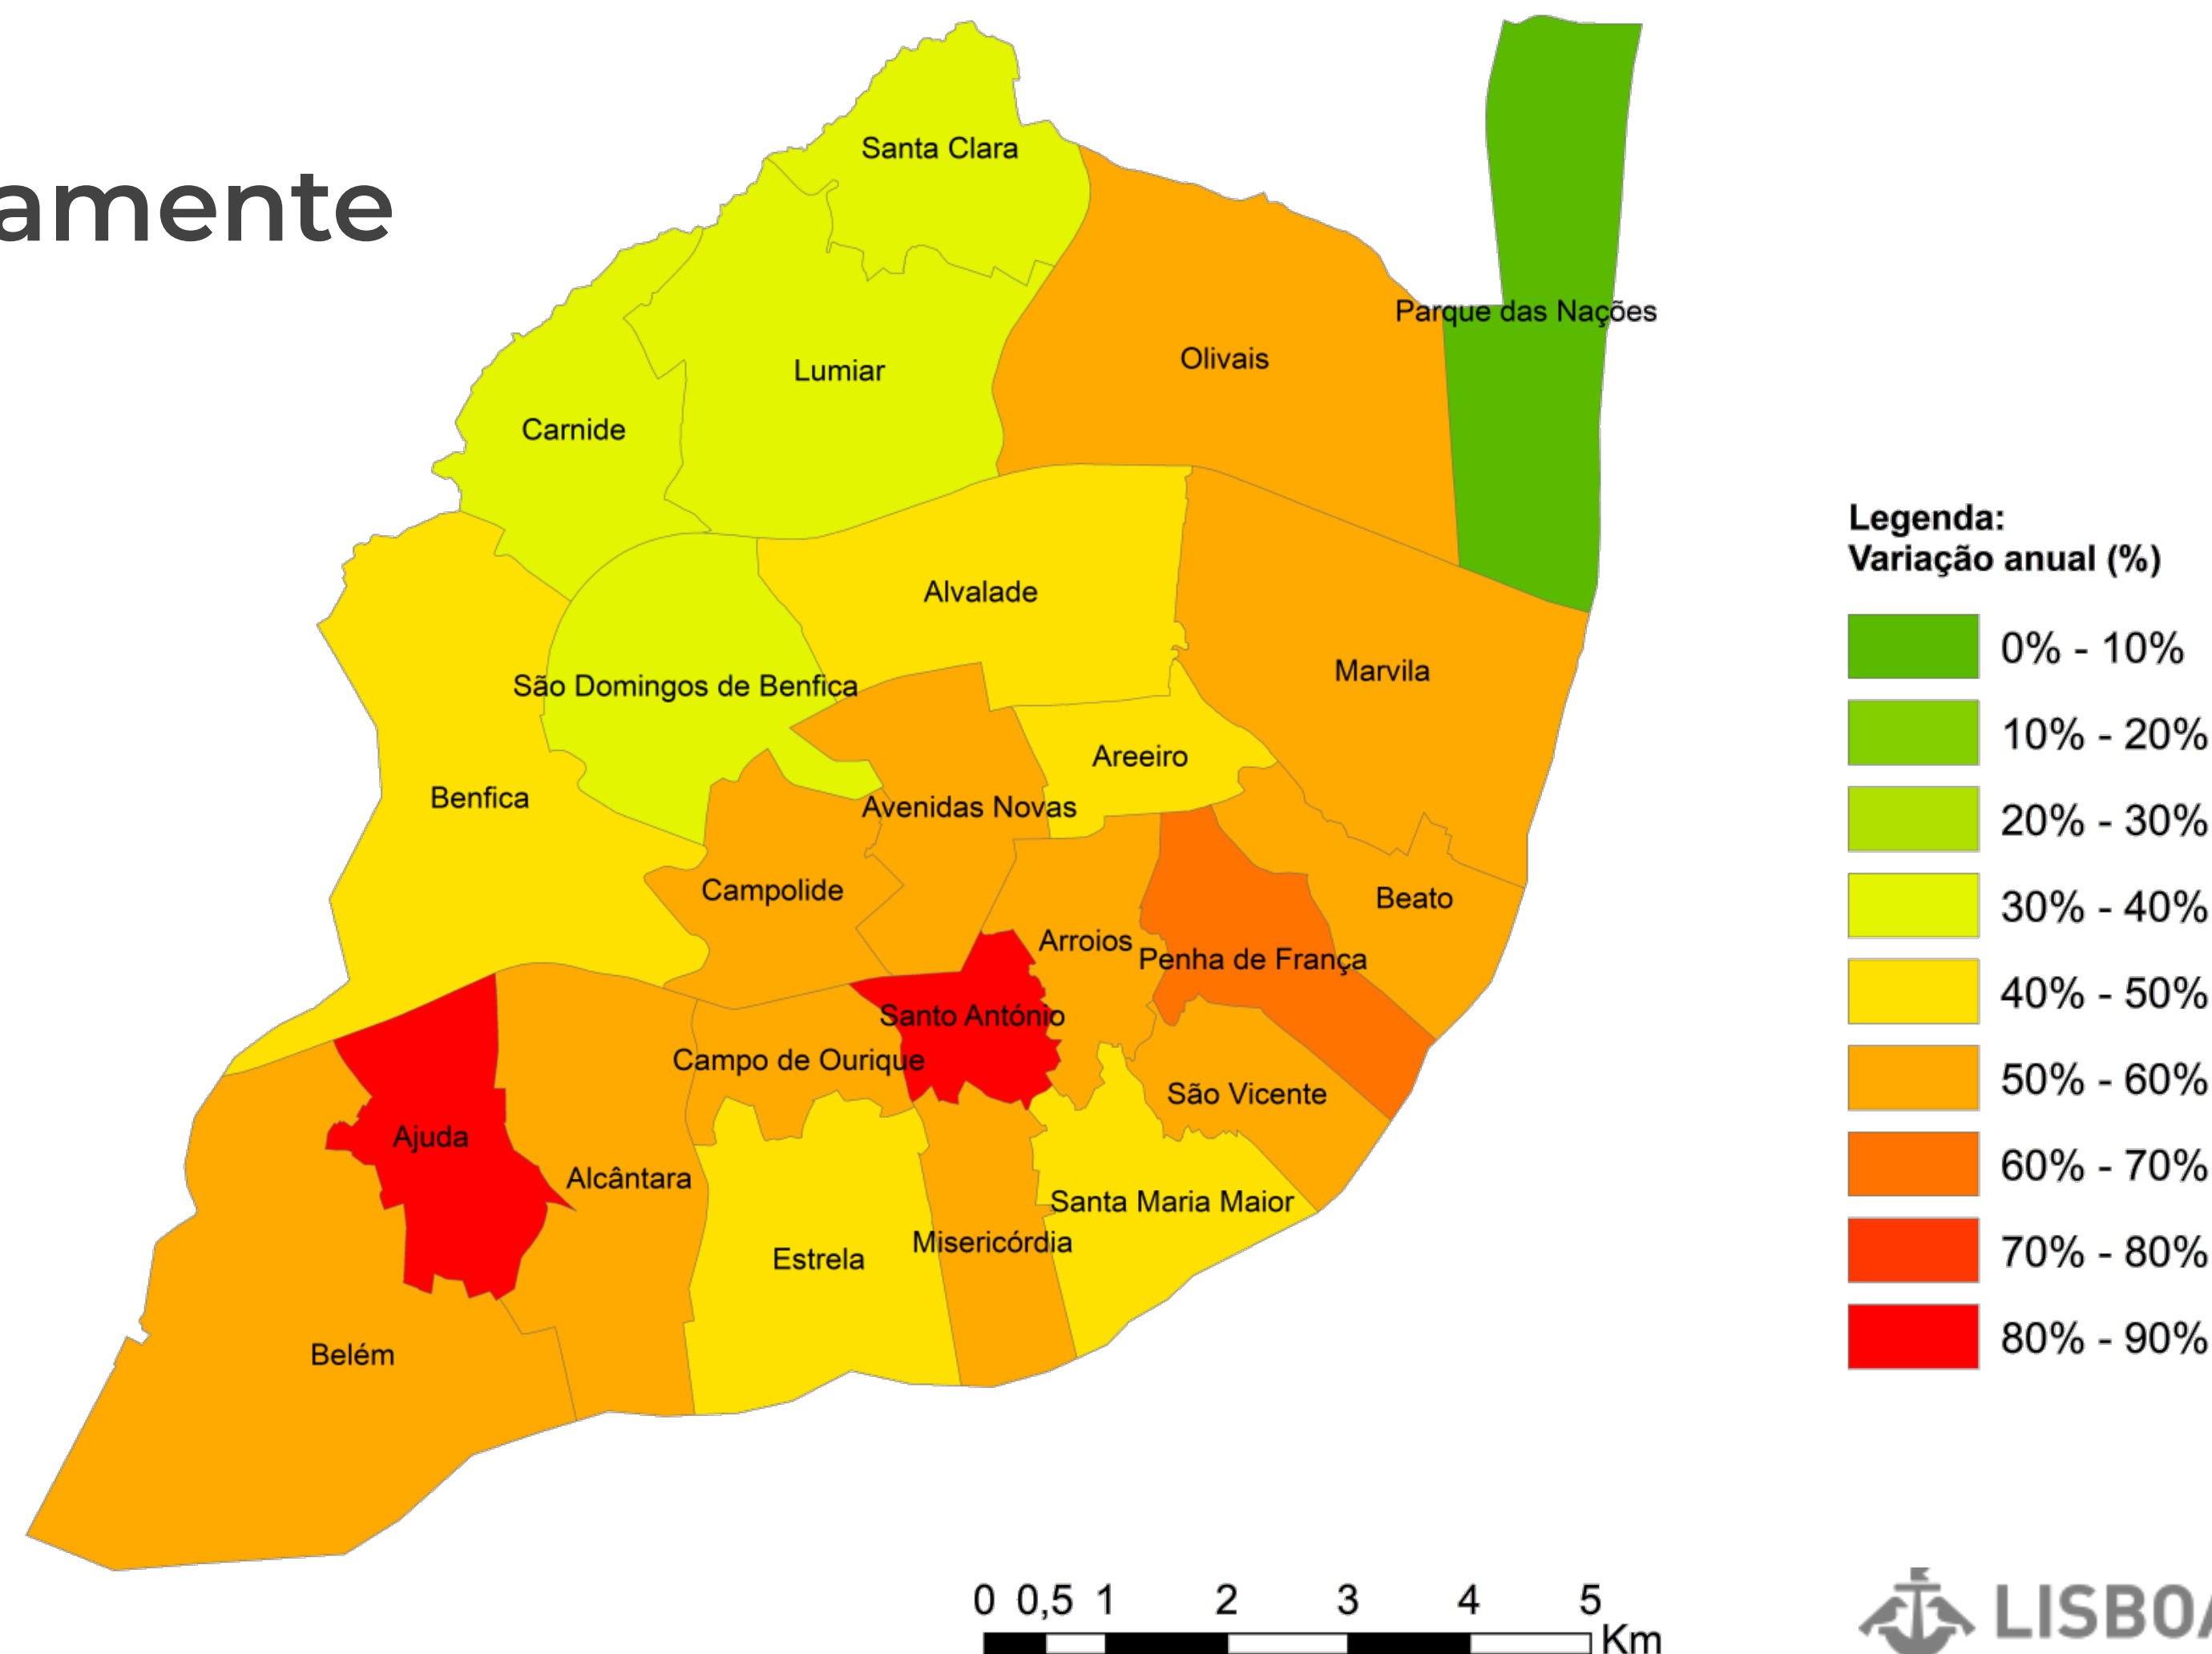 amente
Santa Clara
Parque das Nações
Olivais
Lumiar
Carnide
Legenda:
Variação anual (%)
Alvalade
0% - 10%
Marvila
São Domingos de Benfica
10% - 20%
Areeiro
Benfica
Avenidas Novas
20% - 30%
Campolide
Beato
30% - 40%
Arroios
Penha de França
40% - 50%
Santo António
Campo de Ourique
São Vicente
50% - 60%
Ajuda
Alcântara
60% - 70%
Santa Maria Maior
Misericórdia
Estrela
70% - 80%
Belém
80% - 90%
0 0,5 1 2 3 4 5
Km
LISBOA